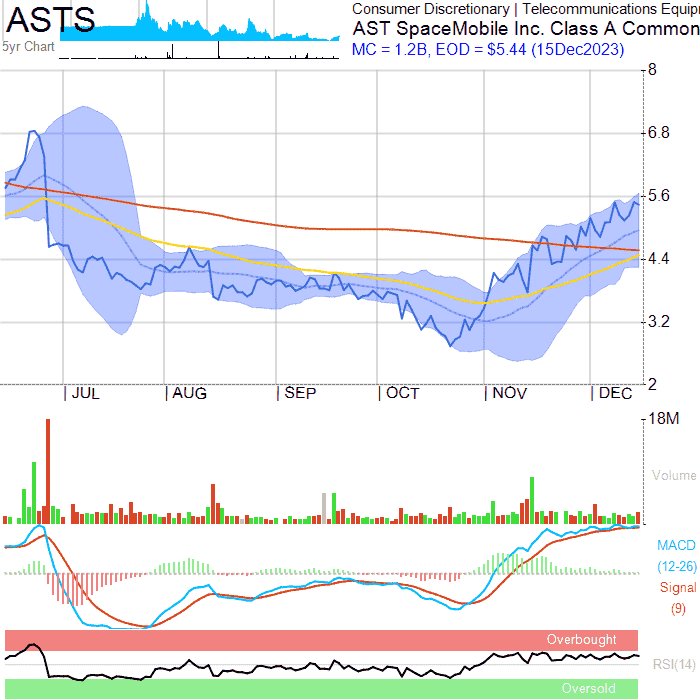 ASTS
5yr Chart
Consumer Discretionary | Telecommunications Equip
AST SpaceMobile Inc. Class A Common
MC = 1.2B, EOD = $5.44 (15Dec2023)
8
6.8
5.6
4.4
3.2
2
JUL AUG SEP OCT NOV DEC
18M
Volume
MACD
(12-26)
Signal
(9)
Overbought
RSI(14)
Oversold